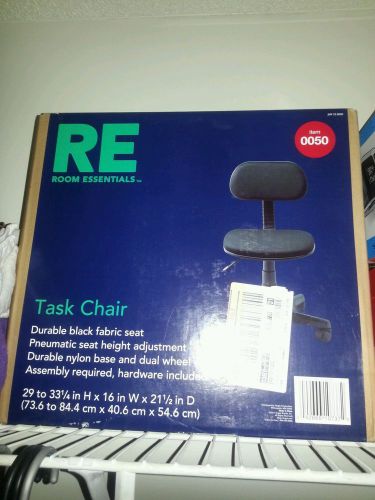 RE
ROOM ESSENTIALS™
item
0050
Task Chair
Durable black fabric seat
Pneumatic seat height adjustment
Durable nylon base and dual wheel
Assembly required, hardware included
29 to 33¼ in H x 16 in W x 21½ in D
(73.6 to 84.4 cm x 40.6 cm x 54.6 cm)